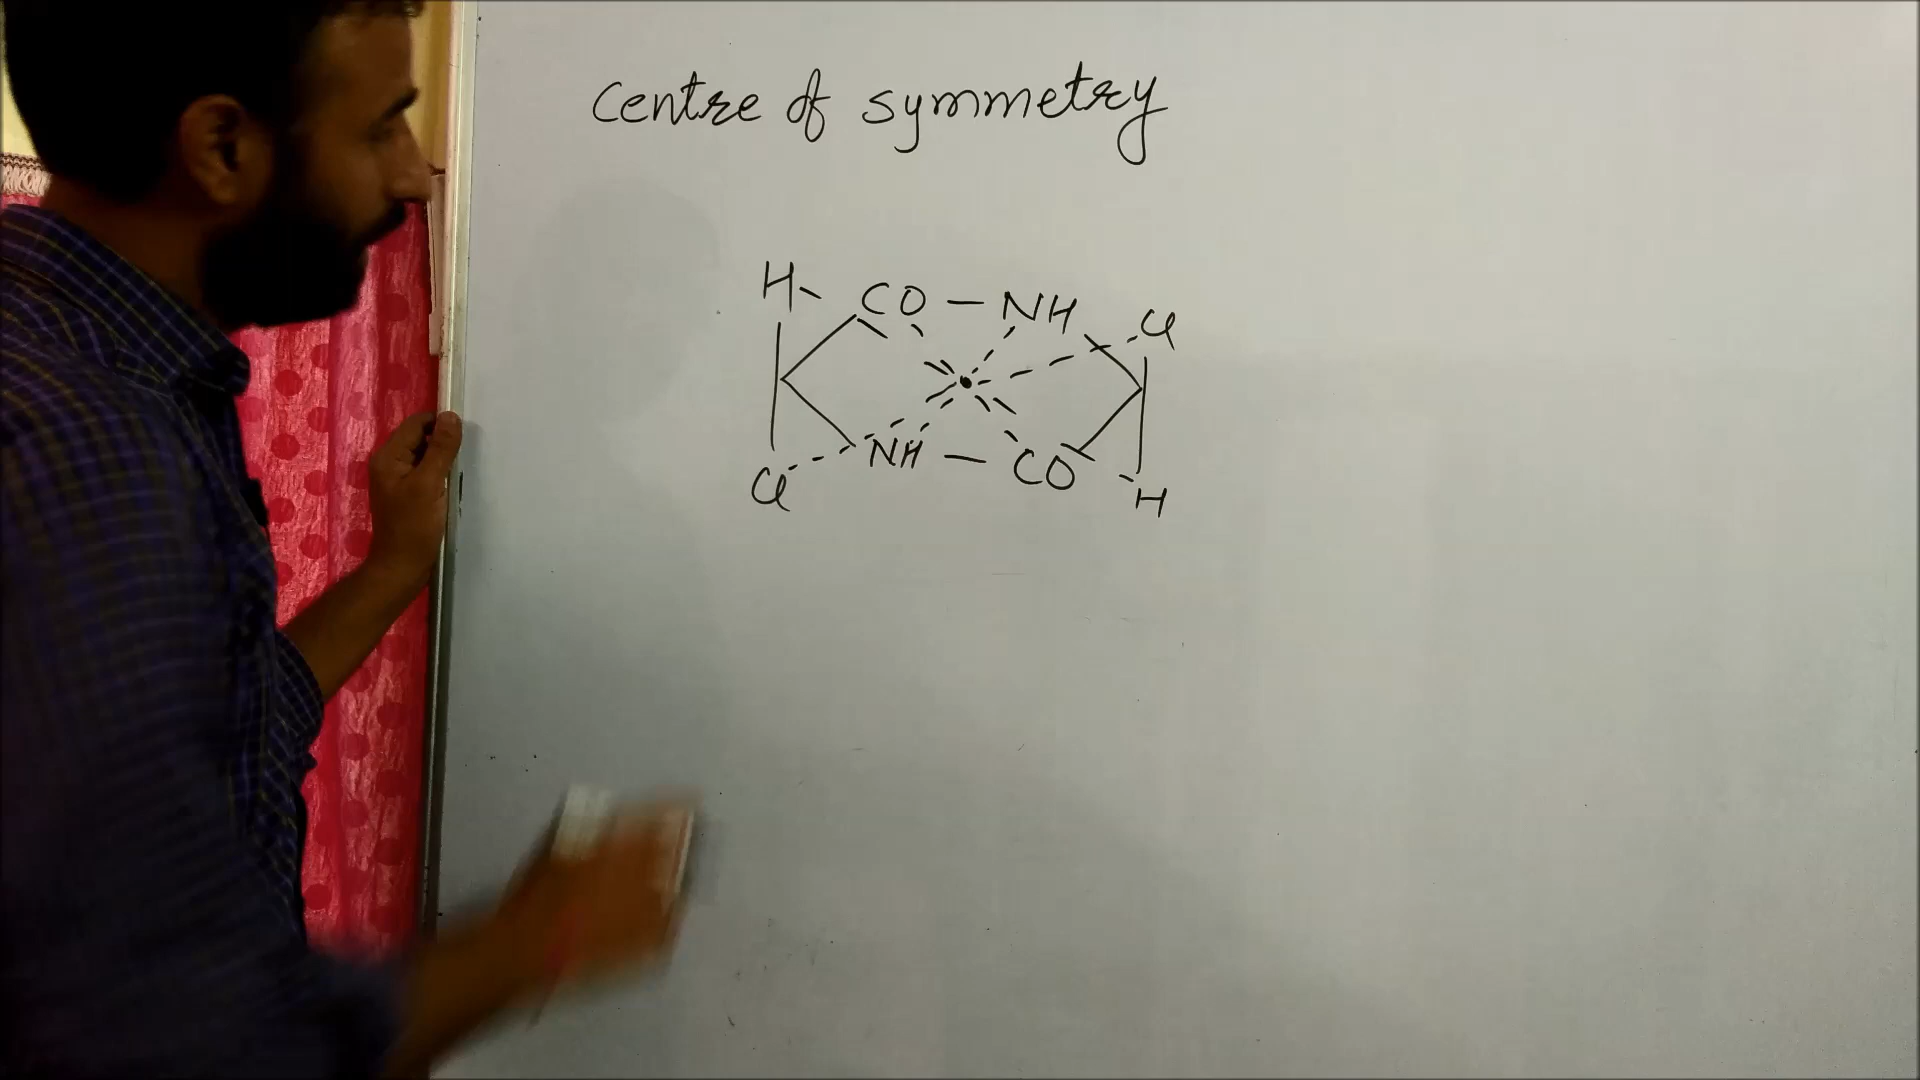 Centre of symmetry
H CO — NH Cl
Cl NH — CO H